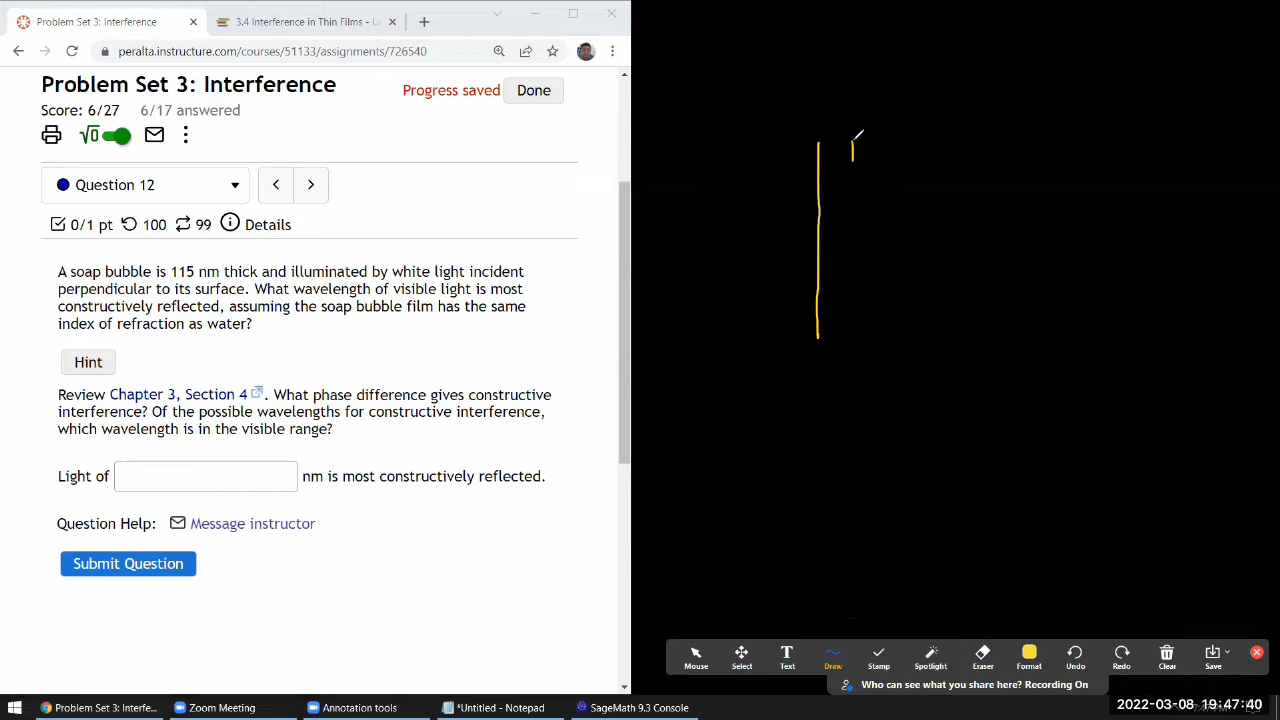 Problem Set 3: Interference
3.4 Interference in Thin Films - U
peralta.instructure.com/courses/51133/assignments/726540
Problem Set 3: Interference
Progress saved
Done
Score: 6/27 6/17 answered
√0
Question 12
0/1 pt 100 99 Details
A soap bubble is 115 nm thick and illuminated by white light incident
perpendicular to its surface. What wavelength of visible light is most
constructively reflected, assuming the soap bubble film has the same
index of refraction as water?
Hint
Review Chapter 3, Section 4. What phase difference gives constructive
interference? Of the possible wavelengths for constructive interference,
which wavelength is in the visible range?
Light of nm is most constructively reflected.
Question Help: Message instructor
Submit Question
Mouse Select Text Draw Stamp Spotlight Eraser Format Undo Redo Clear Save
Who can see what you share here? Recording On
Problem Set 3: Interfe... Zoom Meeting Annotation tools *Untitled - Notepad SageMath 9.3 Console
2022-03-08 19:47:40